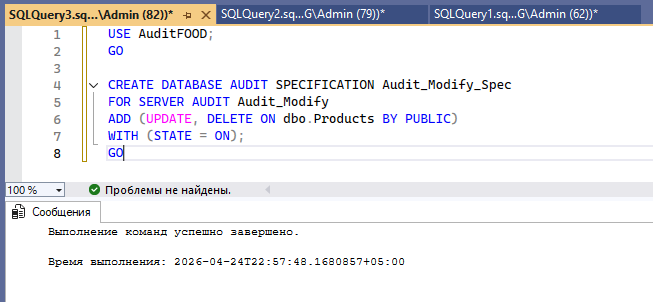 SQLQuery3.sq...\Admin (82))*
SQLQuery2.sq...G\Admin (79))*
SQLQuery1.sq...G\Admin (62))*
1 USE AuditFOOD;
2 GO
3
4 CREATE DATABASE AUDIT SPECIFICATION Audit_Modify_Spec
5 FOR SERVER AUDIT Audit_Modify
6 ADD (UPDATE, DELETE ON dbo.Products BY PUBLIC)
7 WITH (STATE = ON);
8 GO
100 %
Проблемы не найдены.
Сообщения
Выполнение команд успешно завершено.
Время выполнения: 2026-04-24T22:57:48.1680857+05:00